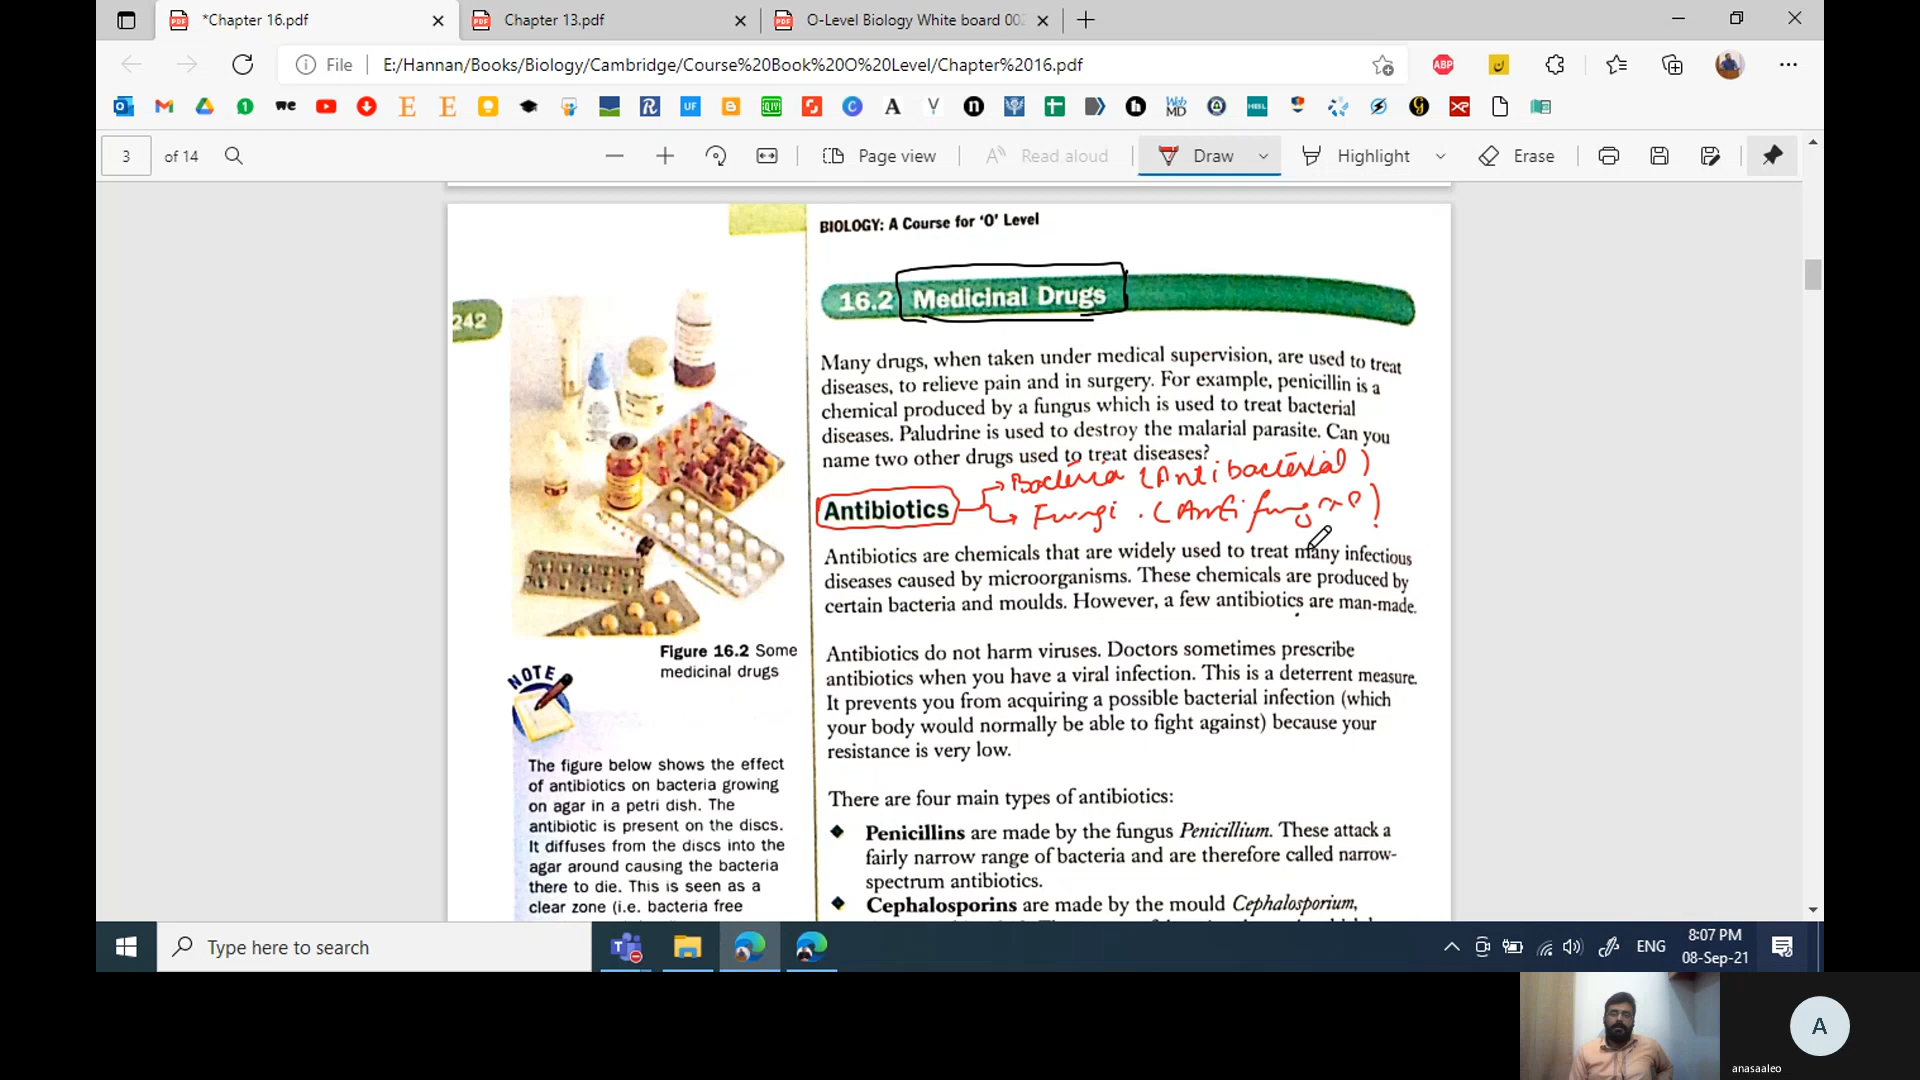 *Chapter 16.pdf
Chapter 13.pdf
O-Level Biology White board 002
File
E:/Hannan/Books/Biology/Cambridge/Course%20Book%20O%20Level/Chapter%2016.pdf
3 of 14
Page view
Read aloud
Draw
Highlight
Erase
BIOLOGY: A Course for 'O' Level
242
16.2 Medicinal Drugs
Many drugs, when taken under medical supervision, are used to treat
diseases, to relieve pain and in surgery. For example, penicillin is a
chemical produced by a fungus which is used to treat bacterial
diseases. Paludrine is used to destroy the malarial parasite. Can you
name two other drugs used to treat diseases?
Bacteria (Antibacterial)
Antibiotics
Fungi . (Antifungal)
Antibiotics are chemicals that are widely used to treat many infectious
diseases caused by microorganisms. These chemicals are produced by
certain bacteria and moulds. However, a few antibiotics are man-made.
Antibiotics do not harm viruses. Doctors sometimes prescribe
antibiotics when you have a viral infection. This is a deterrent measure.
It prevents you from acquiring a possible bacterial infection (which
your body would normally be able to fight against) because your
resistance is very low.
There are four main types of antibiotics:
Penicillins are made by the fungus Penicillium. These attack a
fairly narrow range of bacteria and are therefore called narrow-
spectrum antibiotics.
Cephalosporins are made by the mould Cephalosporium,
Figure 16.2 Some
medicinal drugs
NOTE
The figure below shows the effect
of antibiotics on bacteria growing
on agar in a petri dish. The
antibiotic is present on the discs.
It diffuses from the discs into the
agar around causing the bacteria
there to die. This is seen as a
clear zone (i.e. bacteria free
Type here to search
ENG
8:07 PM
08-Sep-21
A
anasaaleo